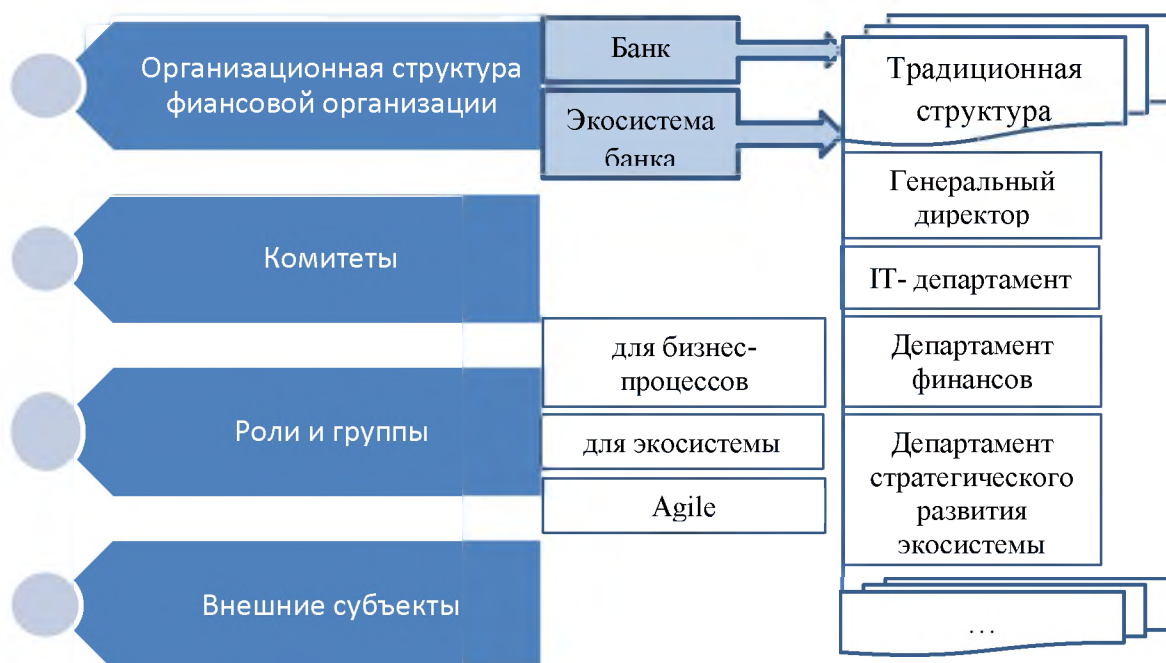 Организационная структура
фиансовой организации
Банк
Экосистема
банка
Традиционная
структура
Генеральный
директор
IT- департамент
Департамент
финансов
Департамент
стратегического
развития
экосистемы
…
Комитеты
Роли и группы
для бизнес-
процессов
для экосистемы
Agile
Внешние субъекты